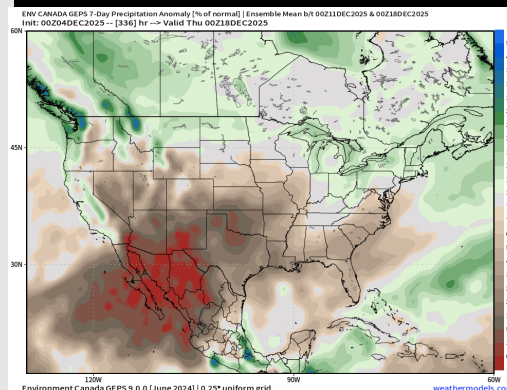 ENV CANADA GEPS 7-Day Precipitation Anomaly [% of normal] | Ensemble Mean b/t 00Z11DEC2025 & 00Z18DEC2025
Init: 00Z04DEC2025 -- [336] hr --> Valid Thu 00Z18DEC2025
60N
45N
30N
120W
90W
60W
Environment Canada GEPS 9.0.0 [June 2024] | 0.25° uniform grid
weathermodels.co